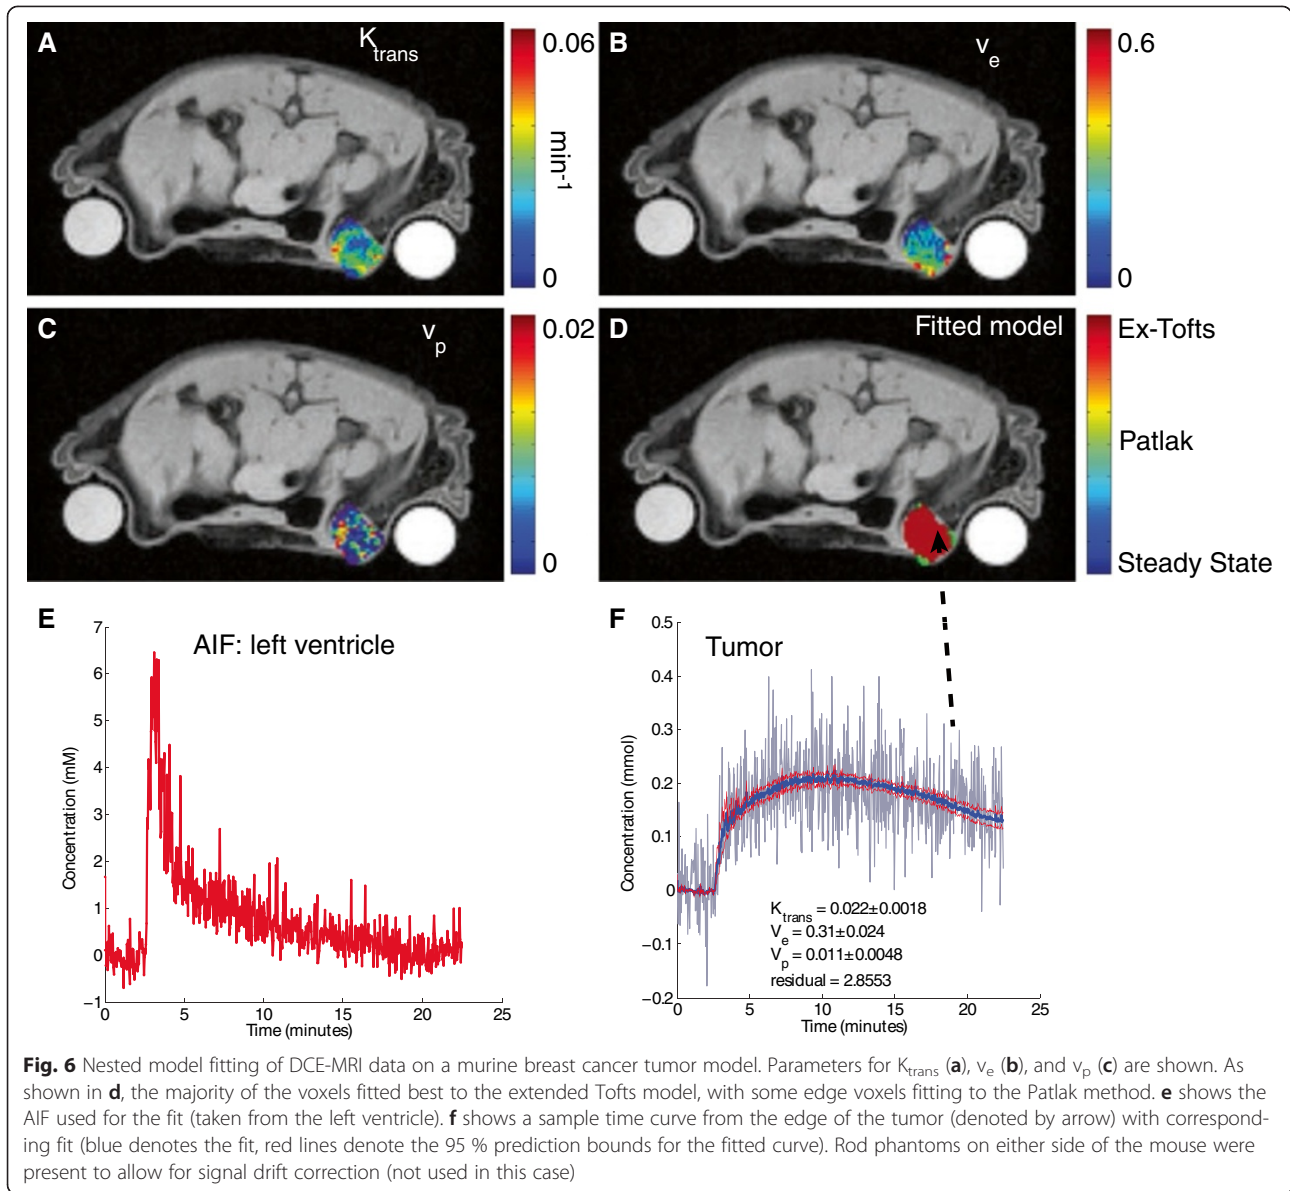 A
K trans
0.06
min-1
0
B
v e
0.6
0
C
v p
0.02
0
D
Fitted model
Ex-Tofts
Patlak
Steady State
E
AIF: left ventricle
7
6
5
4
3
2
1
0
−1
Concentration (mM)
0 5 10 15 20 25
Time (minutes)
F
Tumor
0.5
0.4
0.3
0.2
0.1
0
−0.1
−0.2
Concentration (mmol)
K trans = 0.022±0.0018
V e = 0.31±0.024
V p = 0.011±0.0048
residual = 2.8553
0 5 10 15 20 25
Time (minutes)
Fig. 6 Nested model fitting of DCE-MRI data on a murine breast cancer tumor model. Parameters for Ktrans (a), ve (b), and vp (c) are shown. As
shown in d, the majority of the voxels fitted best to the extended Tofts model, with some edge voxels fitting to the Patlak method. e shows the
AIF used for the fit (taken from the left ventricle). f shows a sample time curve from the edge of the tumor (denoted by arrow) with correspond-
ing fit (blue denotes the fit, red lines denote the 95 % prediction bounds for the fitted curve). Rod phantoms on either side of the mouse were
present to allow for signal drift correction (not used in this case)